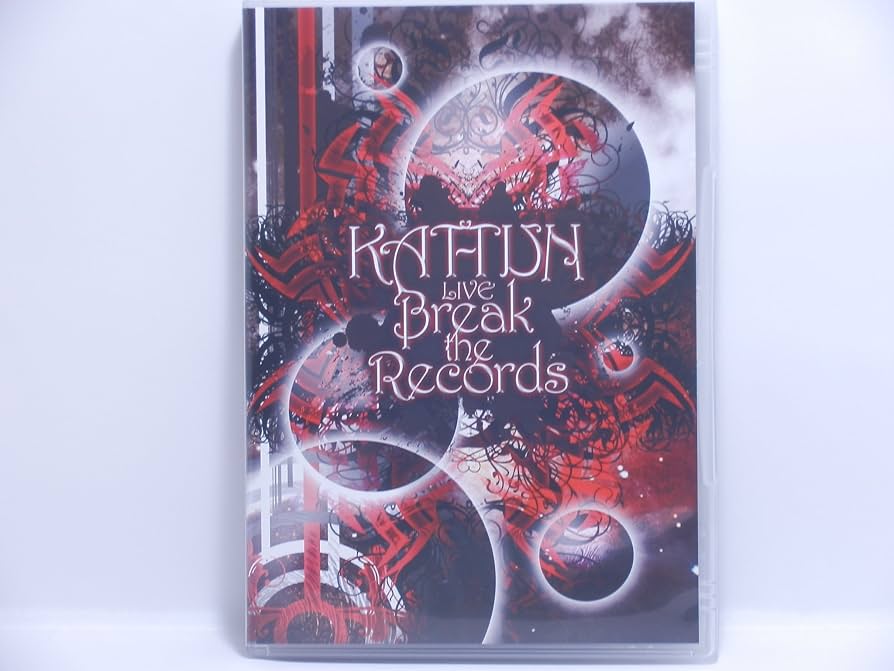 KAT-TUN
LIVE
Break
the
Records